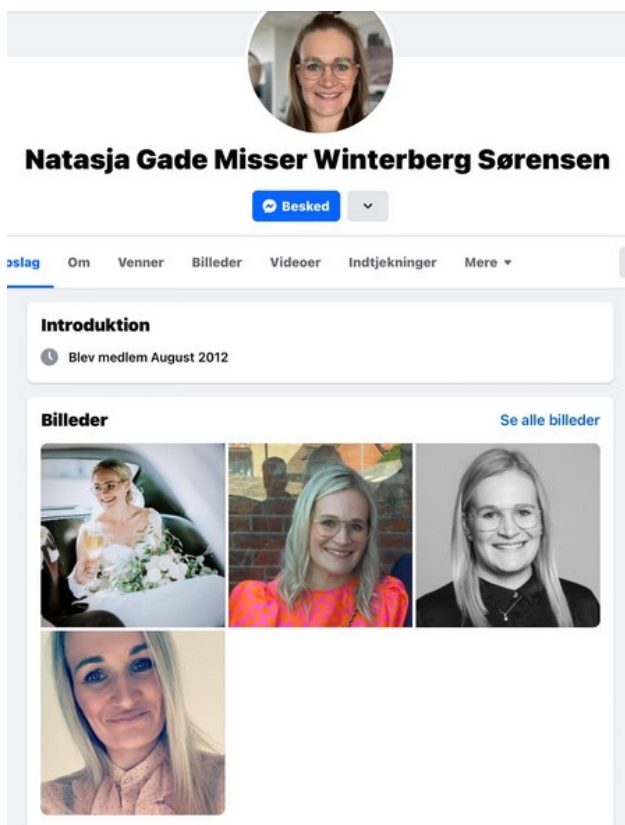 Natasja Gade Misser Winterberg Sørensen
Besked
oslag Om Venner Billeder Videoer Indtjekninger Mere
Introduktion
Blev medlem August 2012
Billeder Se alle billeder